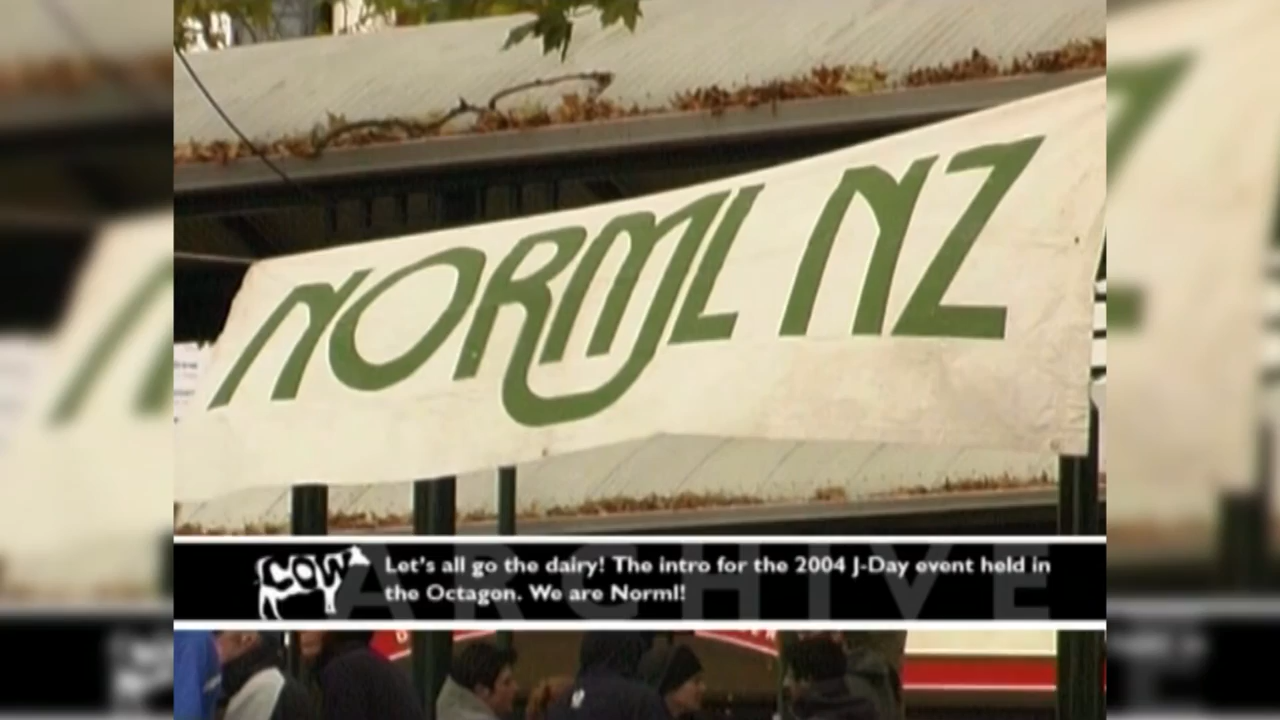 NORML NZ
COW
Let's all go the dairy! The intro for the 2004 J-Day event held in
the Octagon. We are Norml!
ARCHIVE